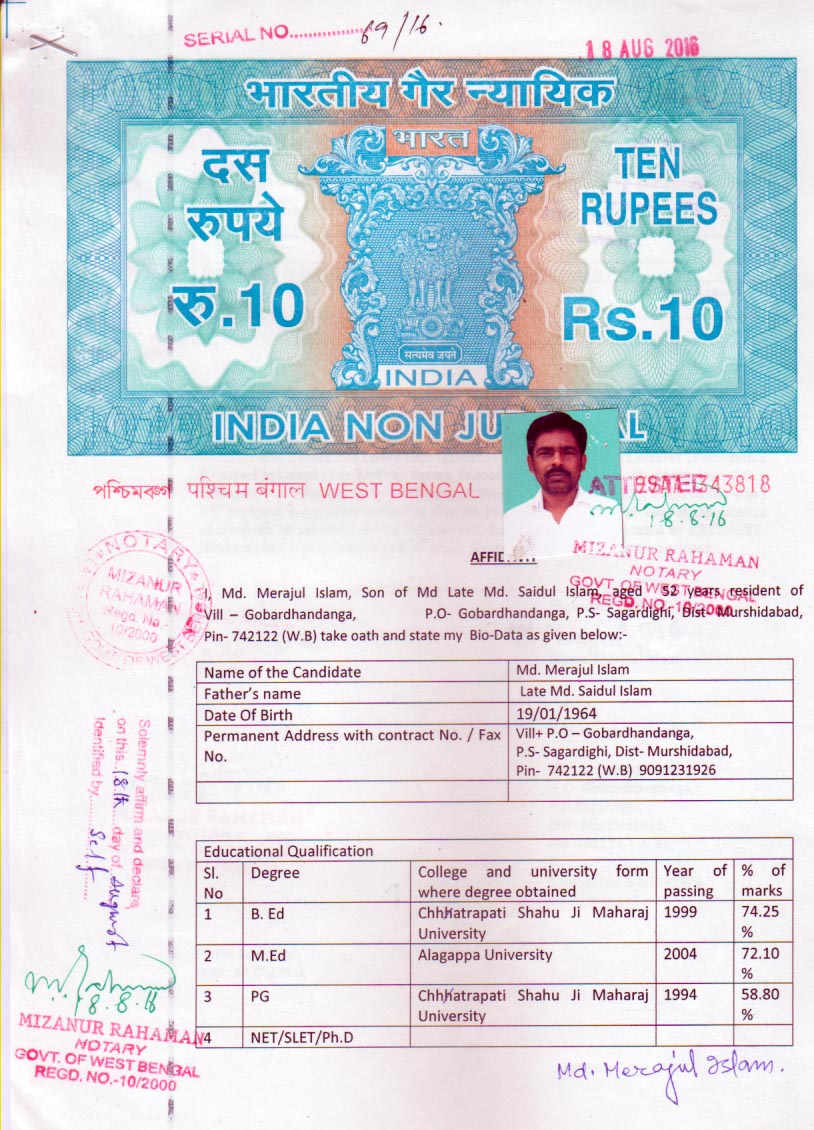 SERIAL NO.................69/16.
18 AUG 2016
भारतीय गैर न्यायिक
भारत
दस
रुपये
रु.10
TEN
RUPEES
Rs.10
सत्यमेव जयते
INDIA
INDIA NON JU AL
পশ্চিমবঙ্গ पश्चिम बंगाल WEST BENGAL
343818
ATTESTED
18.8.16
MIZANUR RAHAMAN
NOTARY
GOVT. OF WEST BENGAL
REGD. NO.-10/2000
NOTARY
MIZANUR
RAHAMAN
Regd. No.-
10/2000
GOVT. OF WEST
I, Md. Merajul Islam, Son of Md Late Md. Saidul Islam, aged 52 years resident of
Vill – Gobardhandanga, P.O- Gobardhandanga, P.S- Sagardighi, Dist- Murshidabad,
Pin- 742122 (W.B) take oath and state my Bio-Data as given below:-
Name of the Candidate Md. Merajul Islam
Father's name Late Md. Saidul Islam
Date Of Birth 19/01/1964
Permanent Address with contract No. / Fax No. Vill+ P.O – Gobardhandanga,
P.S- Sagardighi, Dist- Murshidabad,
Pin- 742122 (W.B) 9091231926
Solemnly affirm and declare
on this..18th....day of August
Identified by.........Self.......
Educational Qualification
Sl. No Degree College and university form where degree obtained Year of passing % of marks
1 B. Ed Chhatrapati Shahu Ji Maharaj University 1999 74.25 %
2 M.Ed Alagappa University 2004 72.10 %
3 PG Chhatrapati Shahu Ji Maharaj University 1994 58.80 %
4 NET/SLET/Ph.D
18.8.16
MIZANUR RAHAMAN
NOTARY
GOVT. OF WEST BENGAL
REGD. NO.-10/2000
Md. Merajul Islam.